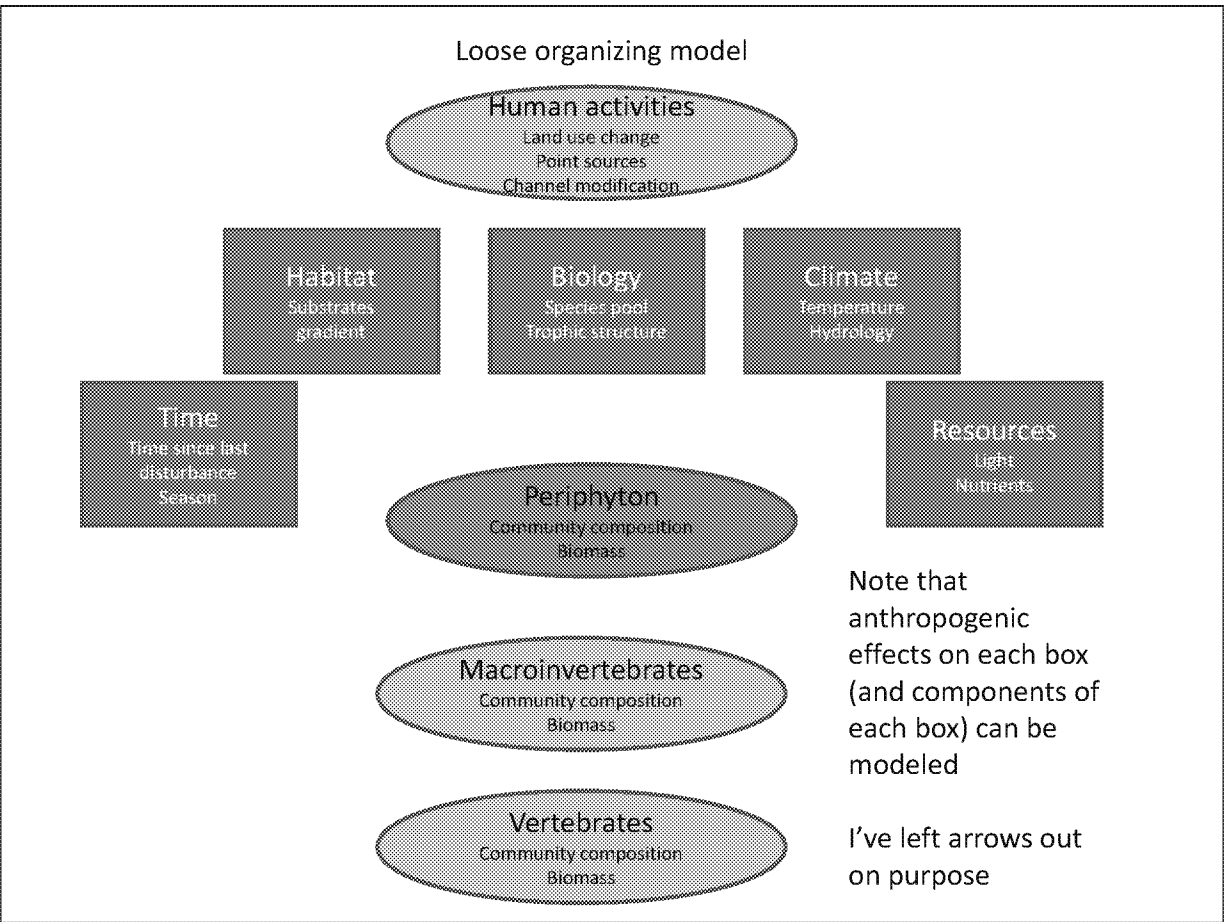 Loose organizing model
Human activities
Land use change
Point sources
Channel modification
Habitat
Substrates
gradient
Biology
Species pool
Trophic structure
Climate
Temperature
Hydrology
Time
Time since last
disturbance
Season
Resources
Light
Nutrients
Periphyton
Community composition
Biomass
Macroinvertebrates
Community composition
Biomass
Vertebrates
Community composition
Biomass
Note that
anthropogenic
effects on each box
(and components of
each box) can be
modeled
I've left arrows out
on purpose